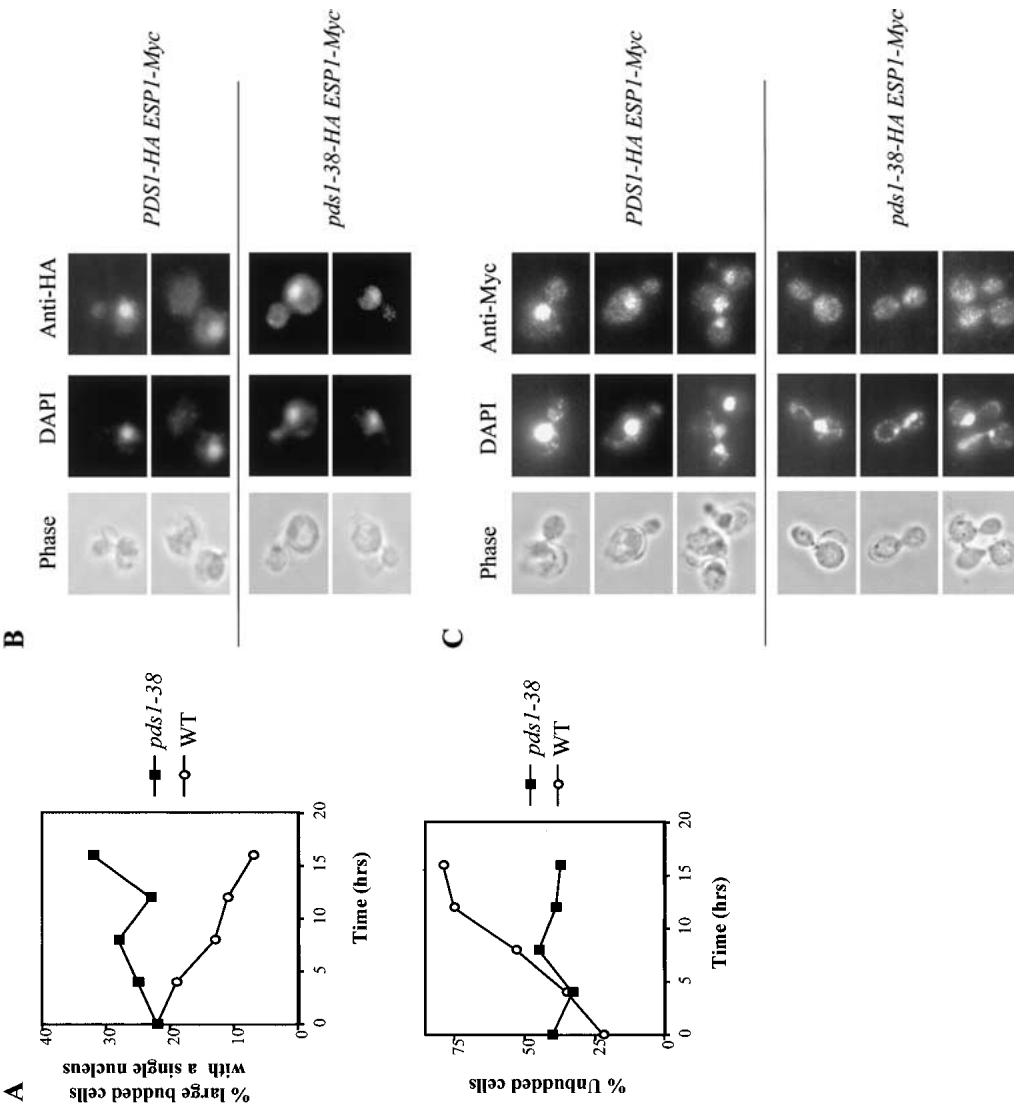 A
% large budded cells
with a single nucleus
40
30
20
10
0
0
5
10
15
20
Time (hrs)
pds1-38
WT
% Unbudded cells
75
50
25
0
0
5
10
15
20
Time (hrs)
pds1-38
WT
B
Phase
DAPI
Anti-HA
PDS1-HA ESP1-Myc
pds1-38-HA ESP1-Myc
C
Phase
DAPI
Anti-Myc
PDS1-HA ESP1-Myc
pds1-38-HA ESP1-Myc